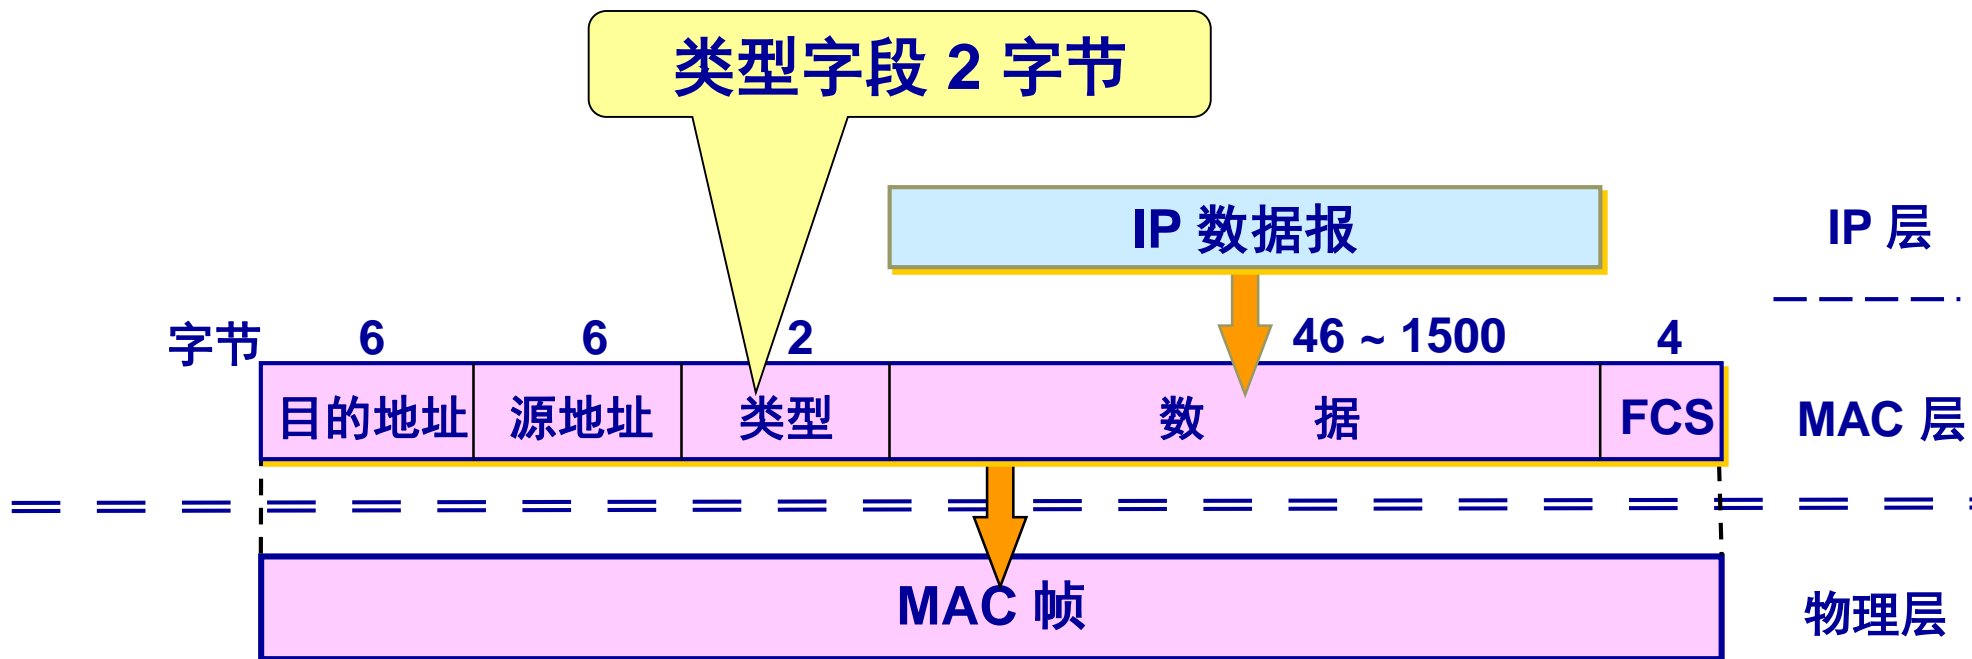 类型字段 2 字节
IP 数据报
IP 层
字节 6 6 2 46 ~ 1500 4
目的地址 源地址 类型 数 据 FCS
MAC 层
MAC 帧
物理层